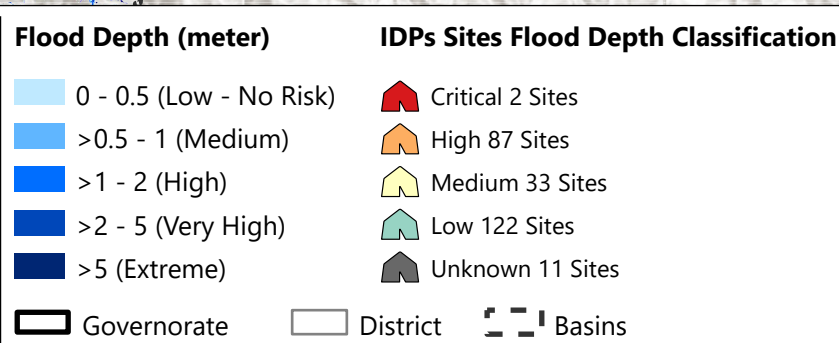 Flood Depth (meter)
0 - 0.5 (Low - No Risk)
>0.5 - 1 (Medium)
>1 - 2 (High)
>2 - 5 (Very High)
>5 (Extreme)
IDPs Sites Flood Depth Classification
Critical 2 Sites
High 87 Sites
Medium 33 Sites
Low 122 Sites
Unknown 11 Sites
Governorate
District
Basins